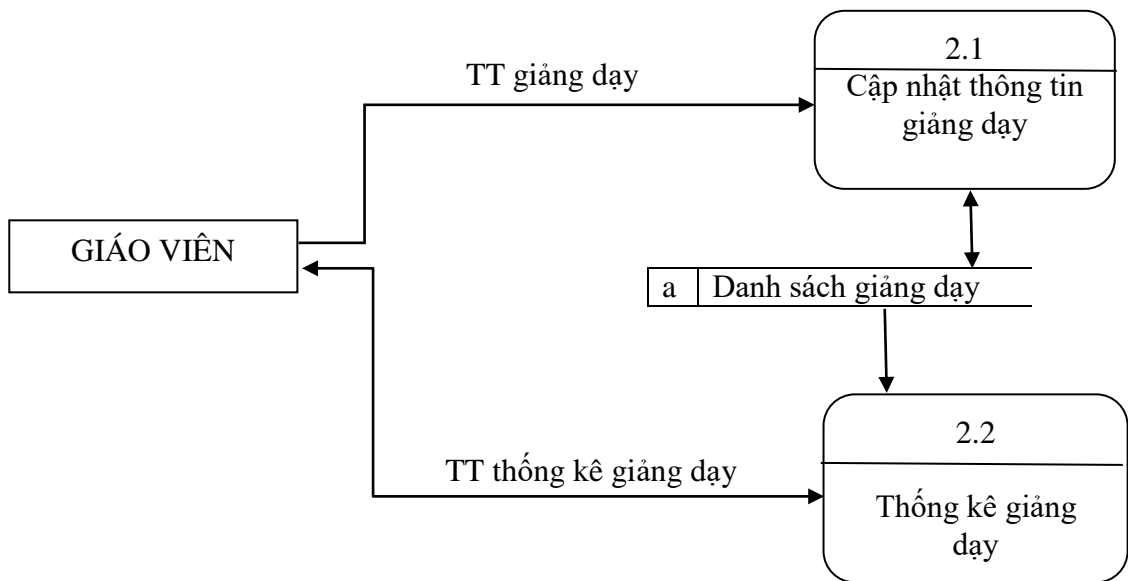 2.1
TT giảng dạy
Cập nhật thông tin
giảng dạy
GIÁO VIÊN
a Danh sách giảng dạy
2.2
TT thống kê giảng dạy
Thống kê giảng
dạy